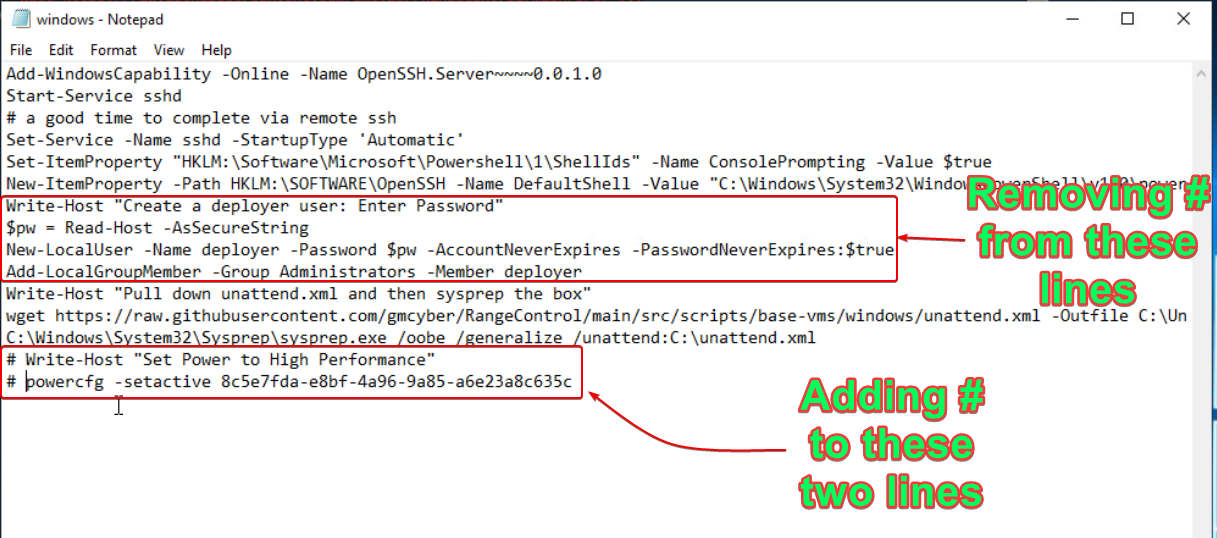 windows - Notepad
File Edit Format View Help
Add-WindowsCapability -Online -Name OpenSSH.Server~~~~0.0.1.0
Start-Service sshd
# a good time to complete via remote ssh
Set-Service -Name sshd -StartupType 'Automatic'
Set-ItemProperty "HKLM:\Software\Microsoft\Powershell\1\ShellIds" -Name ConsolePrompting -Value $true
New-ItemProperty -Path HKLM:\SOFTWARE\OpenSSH -Name DefaultShell -Value
Write-Host "Create a deployer user: Enter Password"
$pw = Read-Host -AsSecureString
New-LocalUser -Name deployer -Password $pw -AccountNeverExpires -PasswordNeverExpires:$true
Add-LocalGroupMember -Group Administrators -Member deployer
Write-Host "Pull down unattend.xml and then sysprep the box"
wget https://raw.githubusercontent.com/gmcyber/RangeControl/main/src/scripts/base-vms/windows/unattend.xml -Outfile C:\Un
C:\Windows\System32\Sysprep\sysprep.exe /oobe /generalize /unattend:C:\unattend.xml
# Write-Host "Set Power to High Performance"
# powercfg -setactive 8c5e7fda-e8bf-4a96-9a85-a6e23a8c635c
Removing #
from these
lines
Adding #
to these
two lines